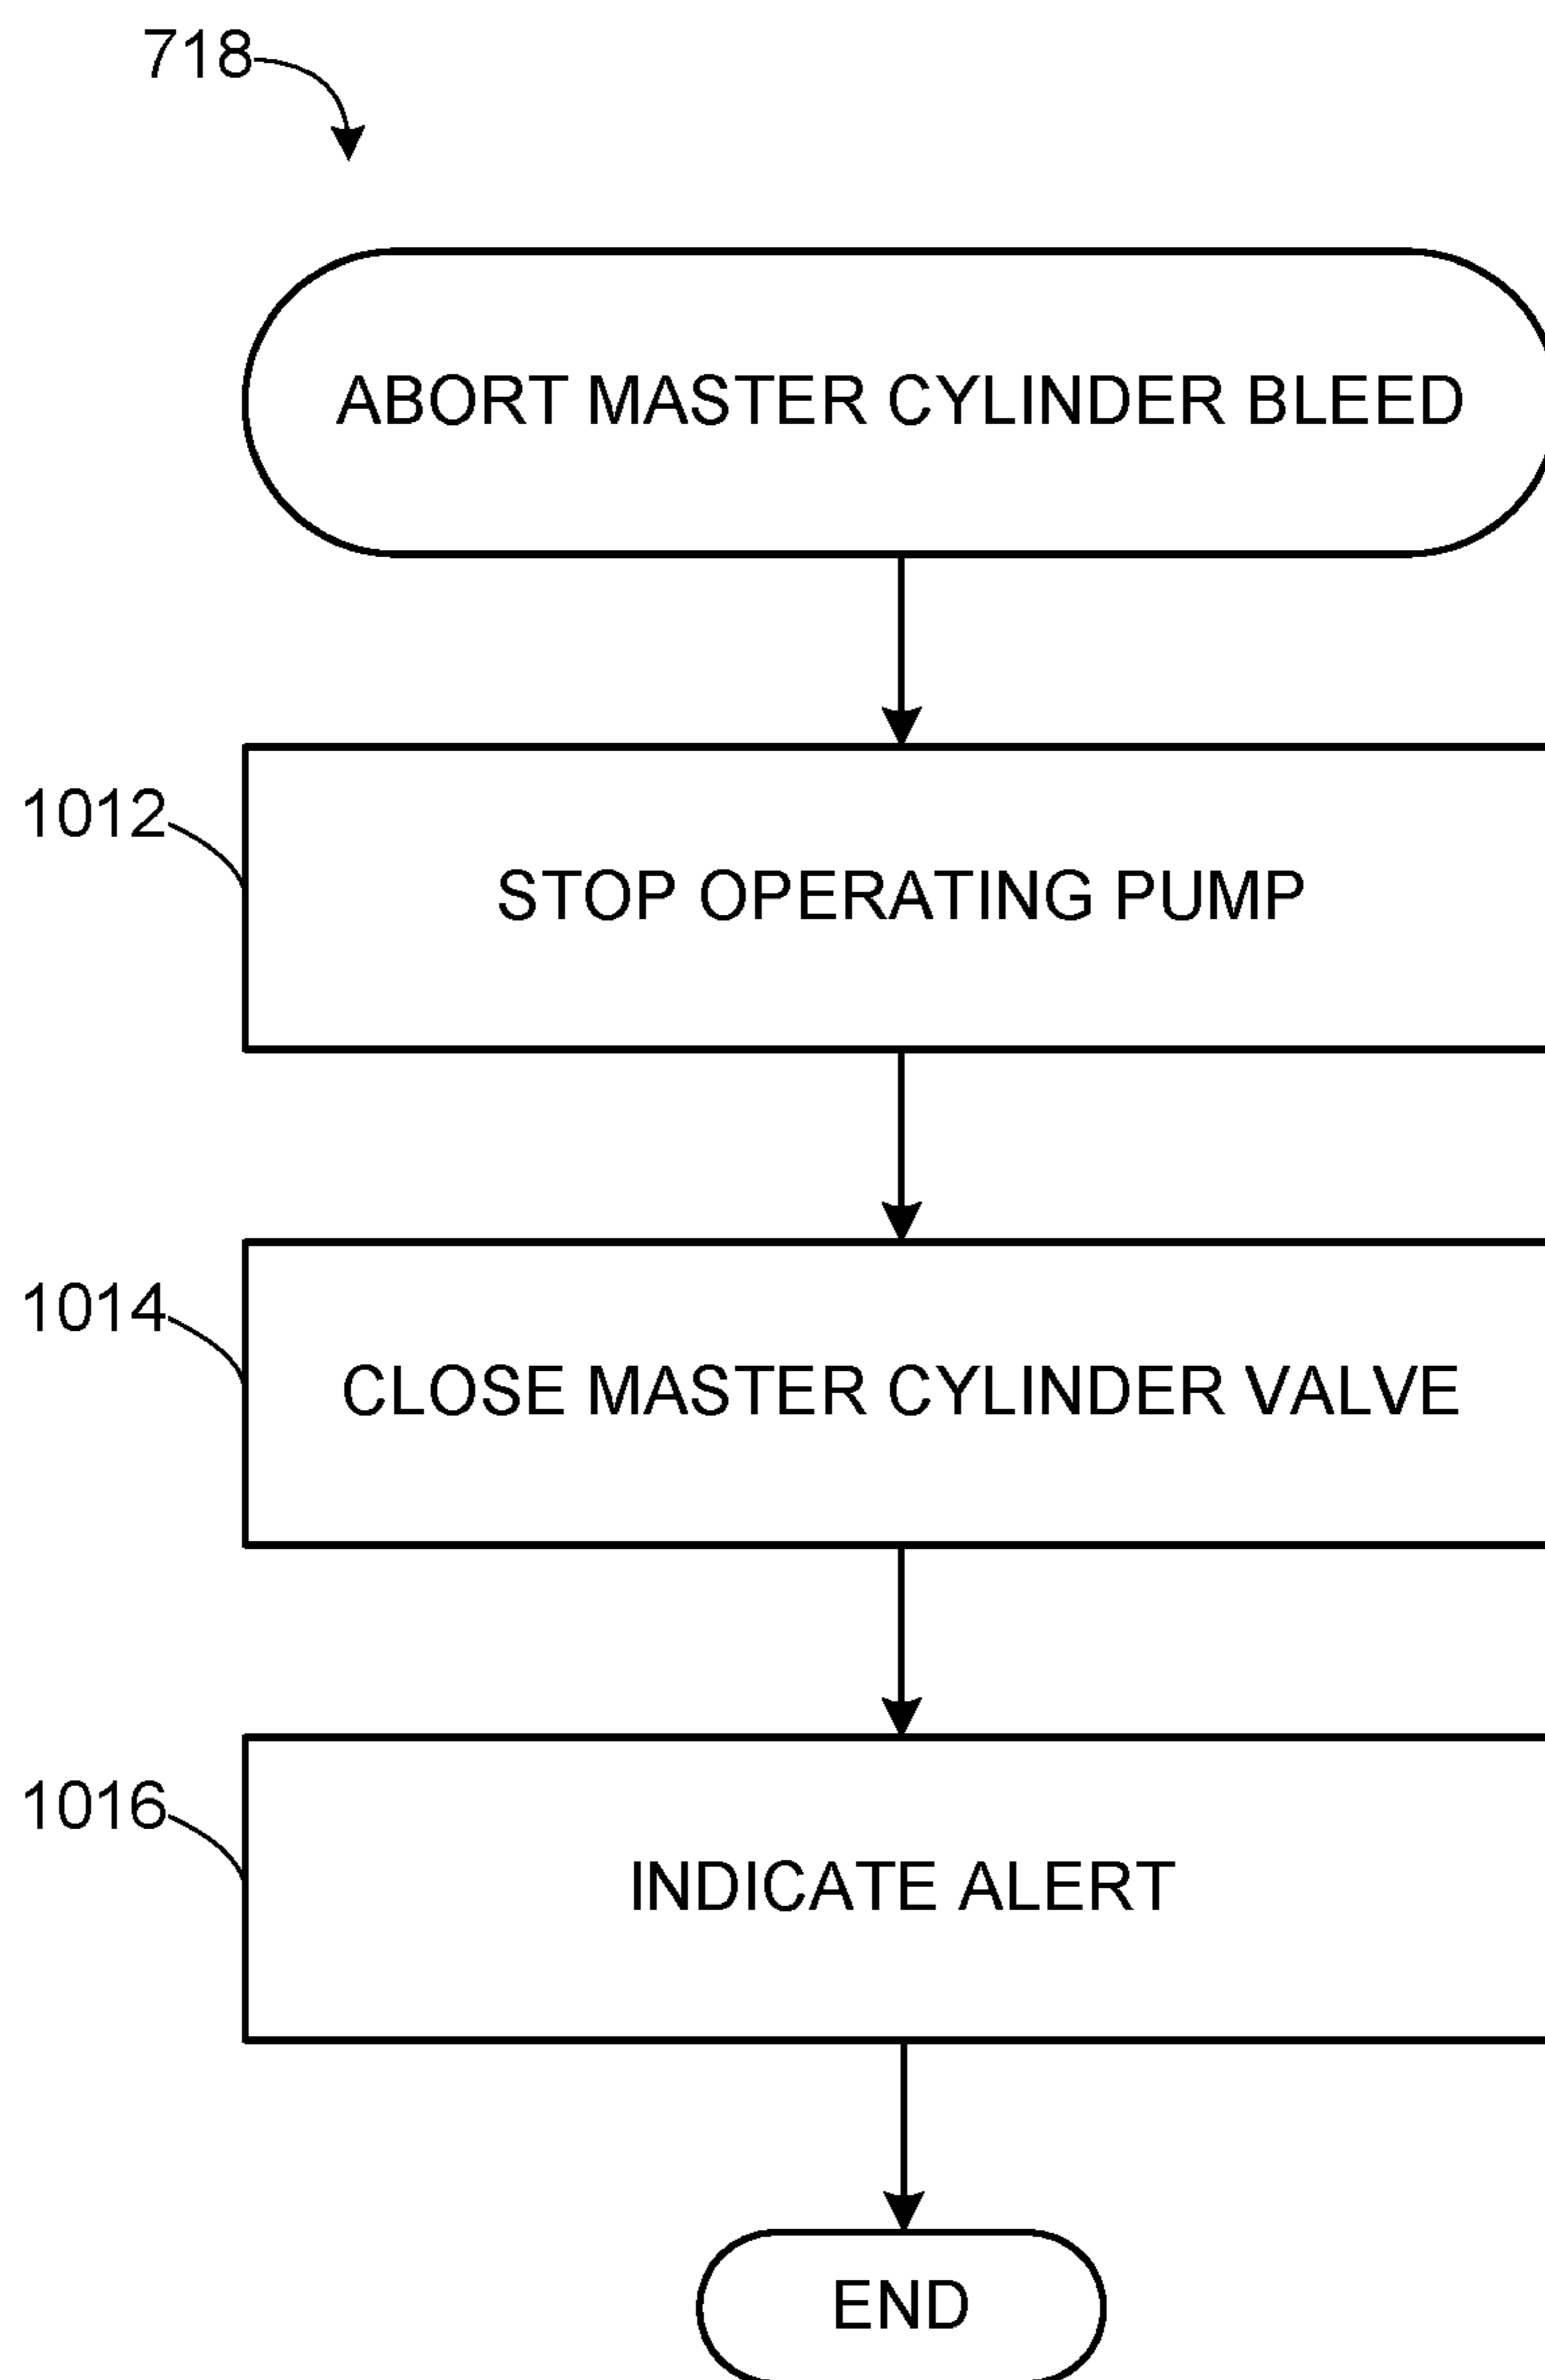 718
ABORT MASTER CYLINDER BLEED
1012
STOP OPERATING PUMP
1014
CLOSE MASTER CYLINDER VALVE
1016
INDICATE ALERT
END